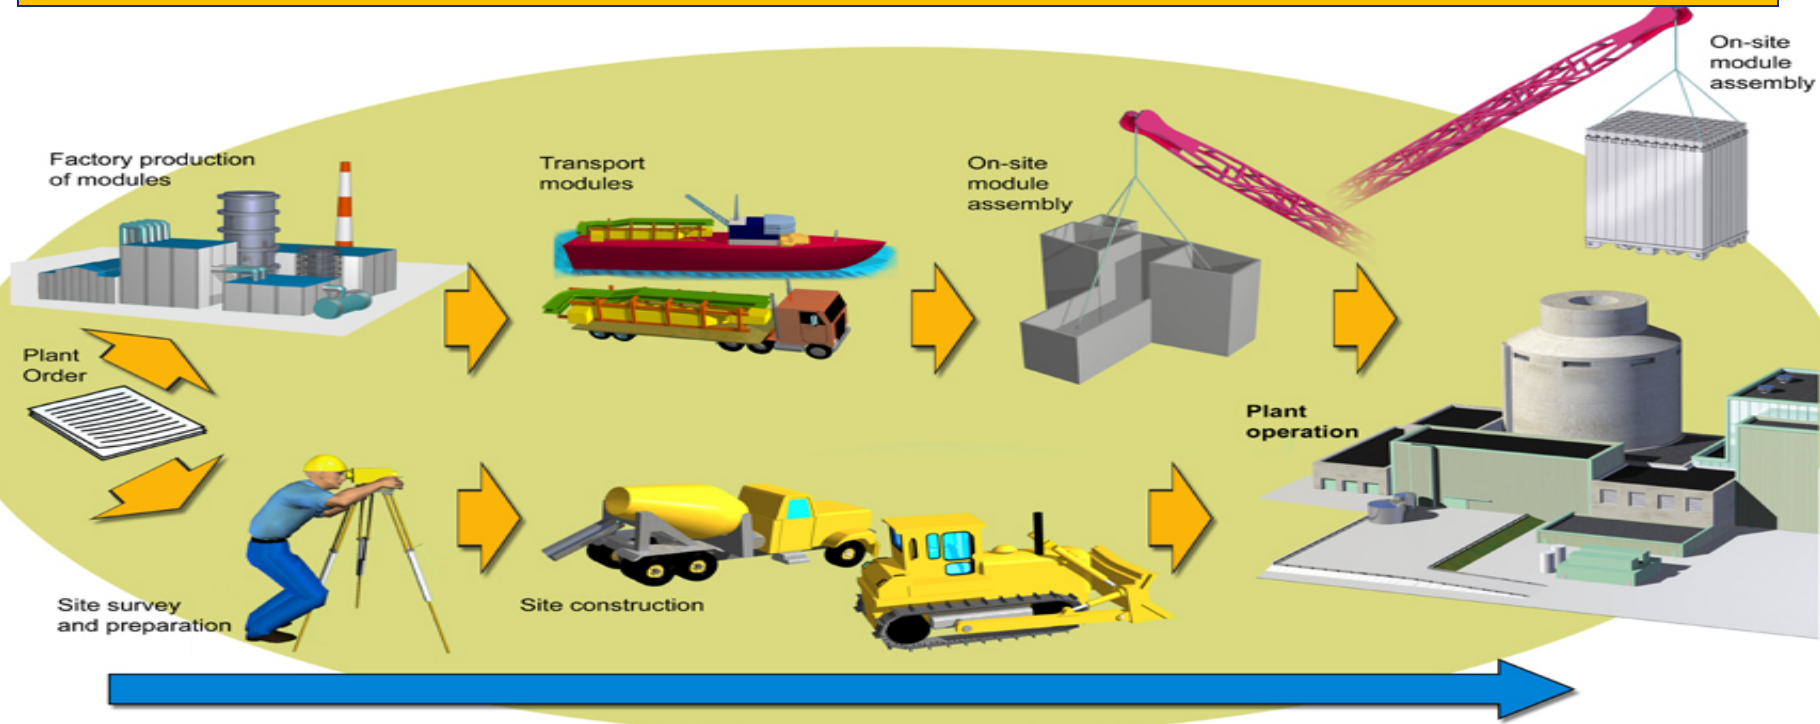 On-site
module
assembly
Factory production
of modules
Transport
modules
On-site
module
assembly
Plant
Order
Plant
operation
Site survey
and preparation
Site construction